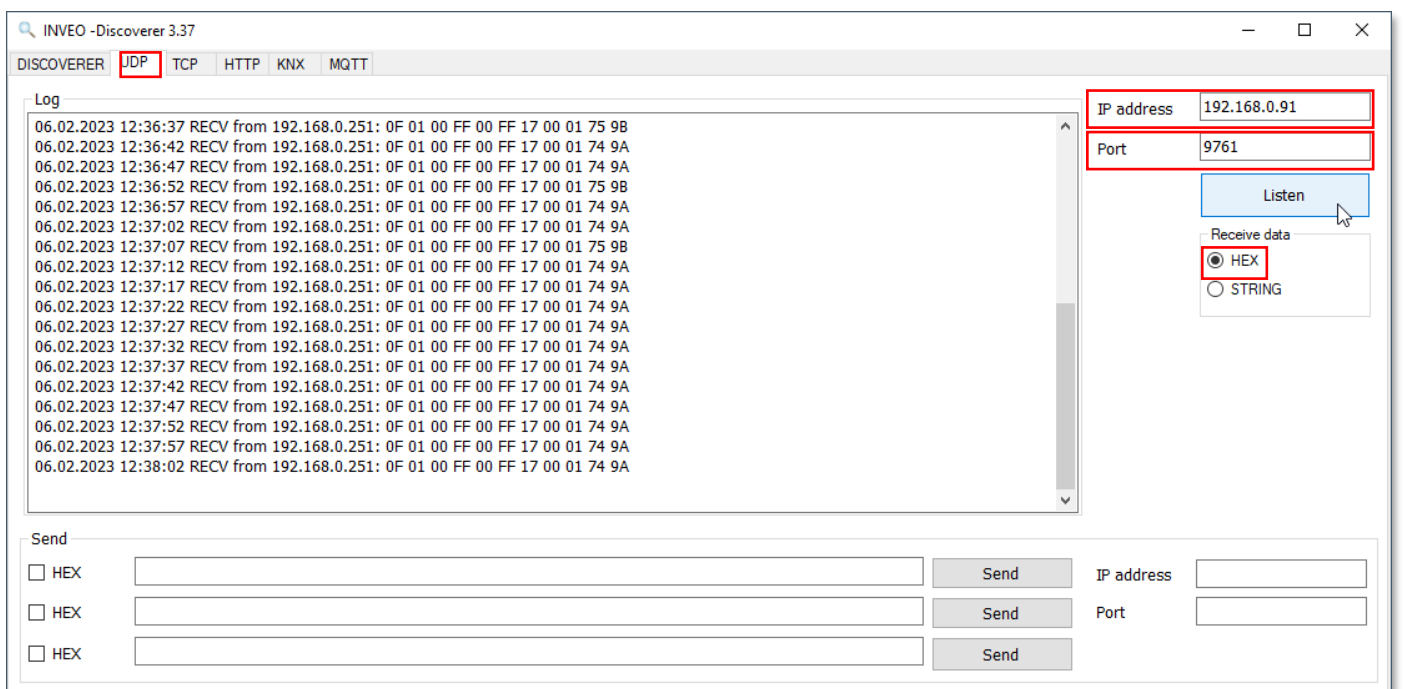 INVEO -Discoverer 3.37
DISCOVERER UDP TCP HTTP KNX MQTT
Log
06.02.2023 12:36:37 RECV from 192.168.0.251: 0F 01 00 FF 00 FF 17 00 01 75 9B
06.02.2023 12:36:42 RECV from 192.168.0.251: 0F 01 00 FF 00 FF 17 00 01 74 9A
06.02.2023 12:36:47 RECV from 192.168.0.251: 0F 01 00 FF 00 FF 17 00 01 74 9A
06.02.2023 12:36:52 RECV from 192.168.0.251: 0F 01 00 FF 00 FF 17 00 01 75 9B
06.02.2023 12:36:57 RECV from 192.168.0.251: 0F 01 00 FF 00 FF 17 00 01 74 9A
06.02.2023 12:37:02 RECV from 192.168.0.251: 0F 01 00 FF 00 FF 17 00 01 74 9A
06.02.2023 12:37:07 RECV from 192.168.0.251: 0F 01 00 FF 00 FF 17 00 01 75 9B
06.02.2023 12:37:12 RECV from 192.168.0.251: 0F 01 00 FF 00 FF 17 00 01 74 9A
06.02.2023 12:37:17 RECV from 192.168.0.251: 0F 01 00 FF 00 FF 17 00 01 74 9A
06.02.2023 12:37:22 RECV from 192.168.0.251: 0F 01 00 FF 00 FF 17 00 01 74 9A
06.02.2023 12:37:27 RECV from 192.168.0.251: 0F 01 00 FF 00 FF 17 00 01 74 9A
06.02.2023 12:37:32 RECV from 192.168.0.251: 0F 01 00 FF 00 FF 17 00 01 74 9A
06.02.2023 12:37:37 RECV from 192.168.0.251: 0F 01 00 FF 00 FF 17 00 01 74 9A
06.02.2023 12:37:42 RECV from 192.168.0.251: 0F 01 00 FF 00 FF 17 00 01 74 9A
06.02.2023 12:37:47 RECV from 192.168.0.251: 0F 01 00 FF 00 FF 17 00 01 74 9A
06.02.2023 12:37:52 RECV from 192.168.0.251: 0F 01 00 FF 00 FF 17 00 01 74 9A
06.02.2023 12:37:57 RECV from 192.168.0.251: 0F 01 00 FF 00 FF 17 00 01 74 9A
06.02.2023 12:38:02 RECV from 192.168.0.251: 0F 01 00 FF 00 FF 17 00 01 74 9A
IP address 192.168.0.91
Port 9761
Listen
Receive data
HEX
STRING
Send
HEX Send IP address
HEX Send Port
HEX Send